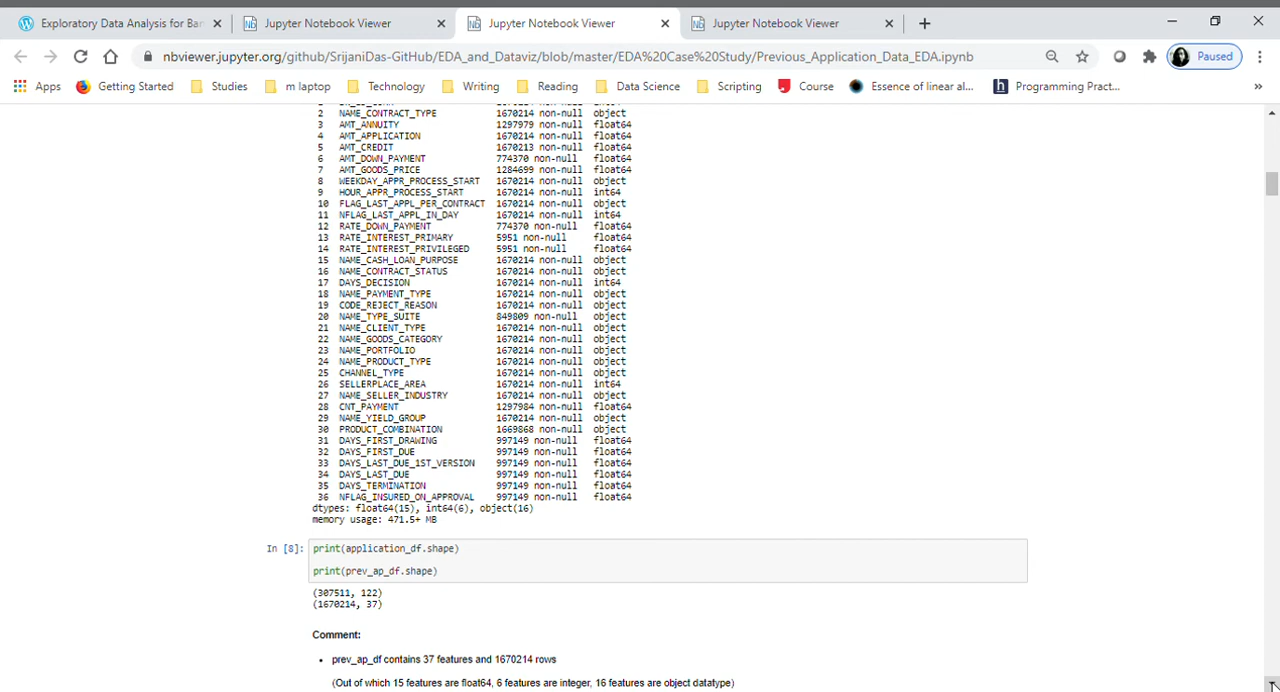 Exploratory Data Analysis for Ban
Jupyter Notebook Viewer
Jupyter Notebook Viewer
Jupyter Notebook Viewer
nbviewer.jupyter.org/github/SrijaniDas-GitHub/EDA_and_Dataviz/blob/master/EDA%20Case%20Study/Previous_Application_Data_EDA.ipynb
Paused
Apps Getting Started Studies m laptop Technology Writing Reading Data Science Scripting Course Essence of linear al... Programming Pract... »
2 NAME_CONTRACT_TYPE 1670214 non-null object
3 AMT_ANNUITY 1297979 non-null float64
4 AMT_APPLICATION 1670214 non-null float64
5 AMT_CREDIT 1670213 non-null float64
6 AMT_DOWN_PAYMENT 774370 non-null float64
7 AMT_GOODS_PRICE 1284699 non-null float64
8 WEEKDAY_APPR_PROCESS_START 1670214 non-null object
9 HOUR_APPR_PROCESS_START 1670214 non-null int64
10 FLAG_LAST_APPL_PER_CONTRACT 1670214 non-null object
11 NFLAG_LAST_APPL_IN_DAY 1670214 non-null int64
12 RATE_DOWN_PAYMENT 774370 non-null float64
13 RATE_INTEREST_PRIMARY 5951 non-null float64
14 RATE_INTEREST_PRIVILEGED 5951 non-null float64
15 NAME_CASH_LOAN_PURPOSE 1670214 non-null object
16 NAME_CONTRACT_STATUS 1670214 non-null object
17 DAYS_DECISION 1670214 non-null int64
18 NAME_PAYMENT_TYPE 1670214 non-null object
19 CODE_REJECT_REASON 1670214 non-null object
20 NAME_TYPE_SUITE 849809 non-null object
21 NAME_CLIENT_TYPE 1670214 non-null object
22 NAME_GOODS_CATEGORY 1670214 non-null object
23 NAME_PORTFOLIO 1670214 non-null object
24 NAME_PRODUCT_TYPE 1670214 non-null object
25 CHANNEL_TYPE 1670214 non-null object
26 SELLERPLACE_AREA 1670214 non-null int64
27 NAME_SELLER_INDUSTRY 1670214 non-null object
28 CNT_PAYMENT 1297984 non-null float64
29 NAME_YIELD_GROUP 1670214 non-null object
30 PRODUCT_COMBINATION 1669868 non-null object
31 DAYS_FIRST_DRAWING 997149 non-null float64
32 DAYS_FIRST_DUE 997149 non-null float64
33 DAYS_LAST_DUE_1ST_VERSION 997149 non-null float64
34 DAYS_LAST_DUE 997149 non-null float64
35 DAYS_TERMINATION 997149 non-null float64
36 NFLAG_INSURED_ON_APPROVAL 997149 non-null float64
dtypes: float64(15), int64(6), object(16)
memory usage: 471.5+ MB
In [8]: print(application_df.shape)
print(prev_ap_df.shape)
(307511, 122)
(1670214, 37)
Comment:
• prev_ap_df contains 37 features and 1670214 rows
(Out of which 15 features are float64, 6 features are integer, 16 features are object datatype)